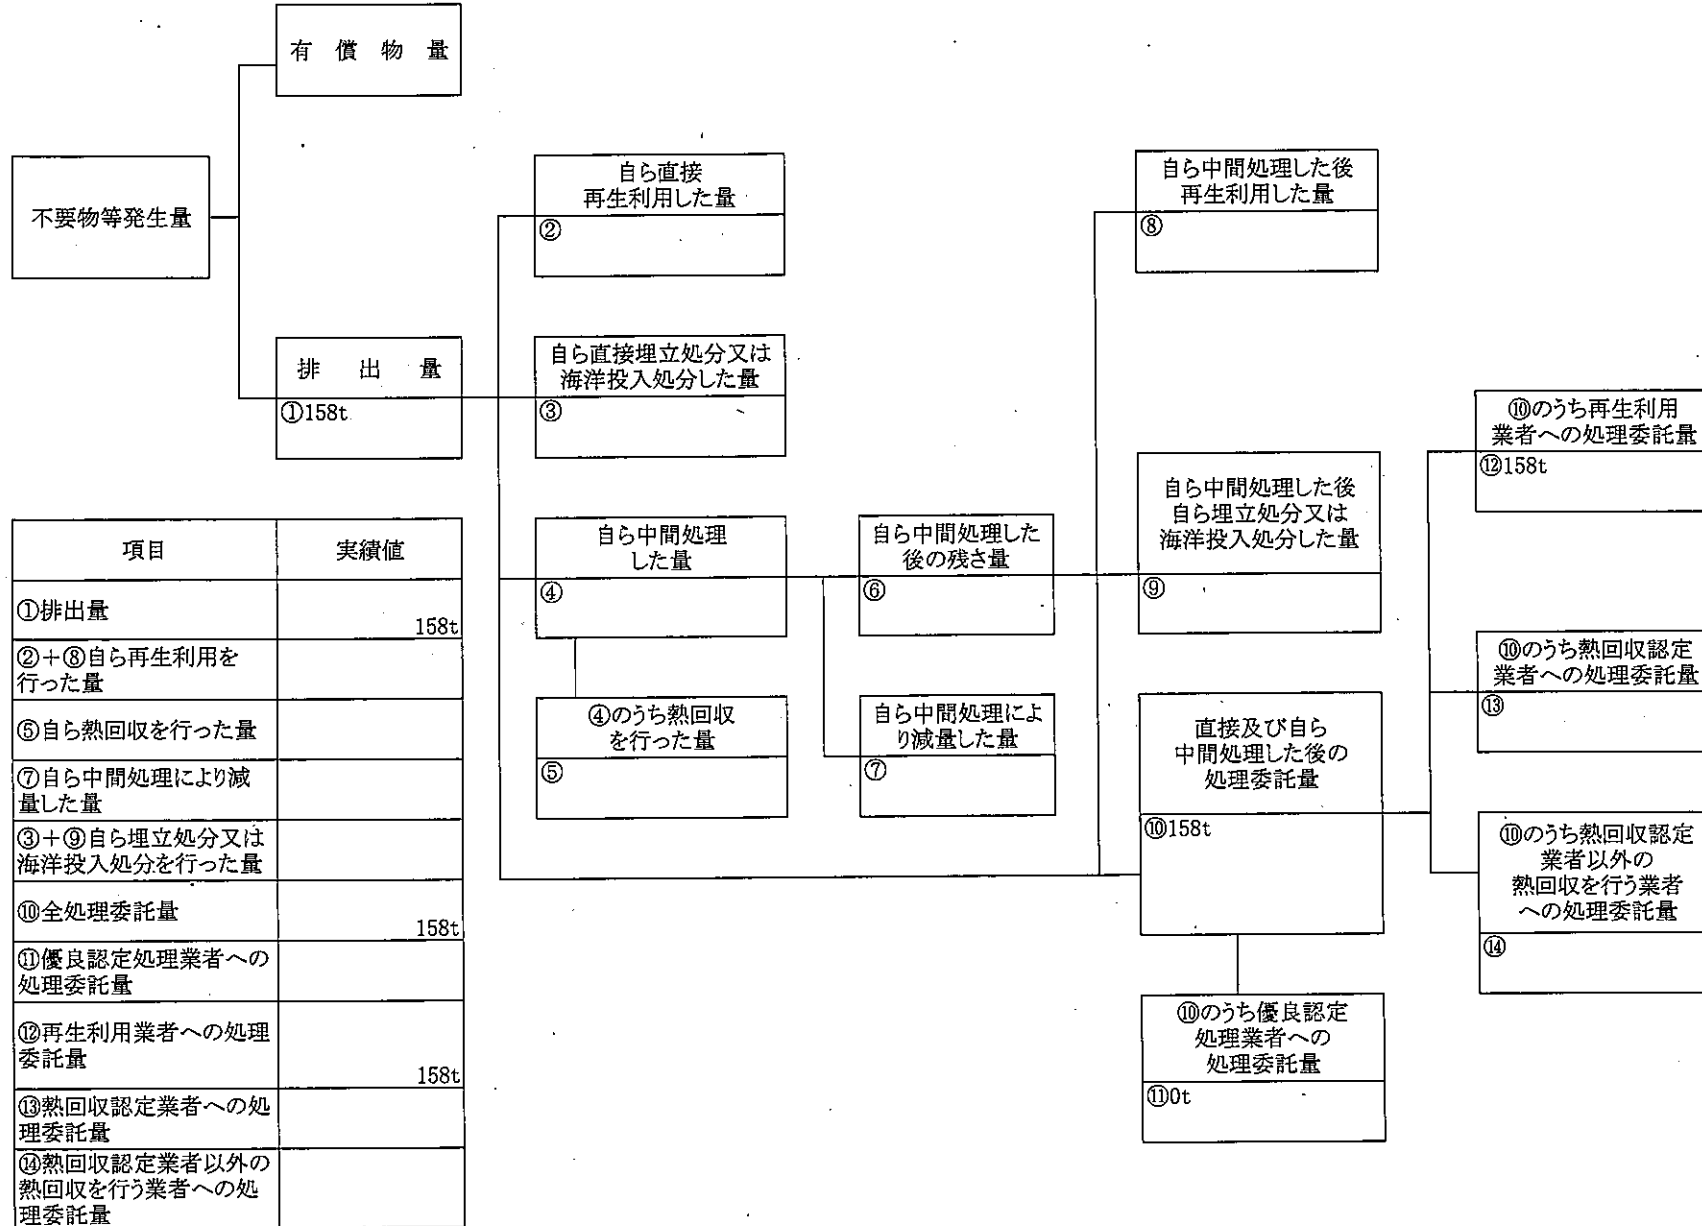 有償物量
不要物等発生量
排出量
①158t
自ら直接
再生利用した量
②
自ら直接埋立処分又は
海洋投入処分した量
③
自ら中間処理
した量
④
④のうち熱回収
を行った量
⑤
自ら中間処理した
後の残さ量
⑥
自ら中間処理によ
り減量した量
⑦
自ら中間処理した後
再生利用した量
⑧
自ら中間処理した後
自ら埋立処分又は
海洋投入処分した量
⑨
直接及び自ら
中間処理した後の
処理委託量
⑩158t
⑩のうち優良認定
処理業者への
処理委託量
⑪0t
⑩のうち再生利用
業者への処理委託量
⑫158t
⑩のうち熱回収認定
業者への処理委託量
⑬
⑩のうち熱回収認定
業者以外の
熱回収を行う業者
への処理委託量
⑭
項目 実績値
①排出量
158t
②+⑧自ら再生利用を
行った量
⑤自ら熱回収を行った量
⑦自ら中間処理により減
量した量
③+⑨自ら埋立処分又は
海洋投入処分を行った量
⑩全処理委託量
158t
⑪優良認定処理業者への
処理委託量
⑫再生利用業者への処理
委託量
158t
⑬熱回収認定業者への処
理委託量
⑭熱回収認定業者以外の
熱回収を行う業者への処
理委託量